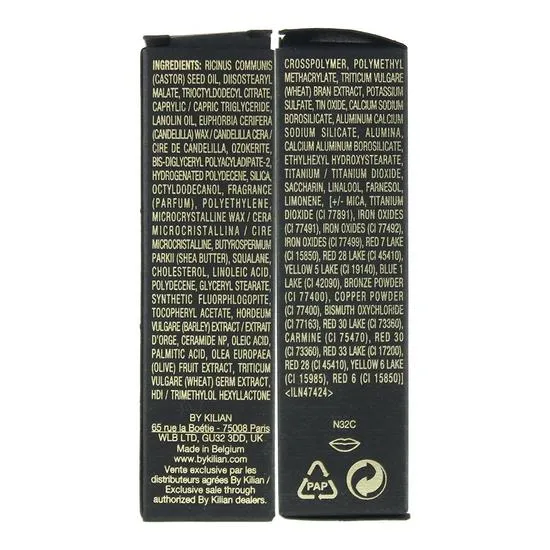 INGREDIENTS: RICINUS COMMUNIS
(CASTOR) SEED OIL, DIISOSTEARYL
MALATE, TRIOCTYLDODECYL CITRATE,
CAPRYLIC / CAPRIC TRIGLYCERIDE,
LANOLIN OIL, EUPHORBIA CERIFERA
(CANDELILLA) WAX / CANDELILLA CERA /
CIRE DE CANDELILLA, OZOKERITE,
BIS-DIGLYCERYL POLYACYLADIPATE-2,
HYDROGENATED POLYDECENE, SILICA,
OCTYLDODECANOL, FRAGRANCE
(PARFUM), POLYETHYLENE,
MICROCRYSTALLINE WAX / CERA
MICROCRISTALLINA / CIRE
MICROCRISTALLINE, BUTYROSPERMUM
PARKII (SHEA BUTTER), SQUALANE,
CHOLESTEROL, LINOLEIC ACID,
POLYDECENE, GLYCERYL STEARATE,
SYNTHETIC FLUORPHLOGOPITE,
TOCOPHERYL ACETATE, HORDEUM
VULGARE (BARLEY) EXTRACT / EXTRAIT
D'ORGE, CERAMIDE NP, OLEIC ACID,
PALMITIC ACID, OLEA EUROPAEA
(OLIVE) FRUIT EXTRACT, TRITICUM
VULGARE (WHEAT) GERM EXTRACT,
HDI / TRIMETHYLOL HEXYLLACTONE
BY KILIAN
65 rue la Boétie - 75008 Paris
WLB LTD, GU32 3DD, UK
Made in Belgium
www.bykilian.com
Vente exclusive par les
distributeurs agréés By Kilian /
Exclusive sale through
authorized By Kilian dealers.
CROSSPOLYMER, POLYMETHYL
METHACRYLATE, TRITICUM VULGARE
(WHEAT) BRAN EXTRACT, POTASSIUM
SULFATE, TIN OXIDE, CALCIUM SODIUM
BOROSILICATE, ALUMINUM CALCIUM
SODIUM SILICATE, ALUMINA,
CALCIUM ALUMINUM BOROSILICATE,
ETHYLHEXYL HYDROXYSTEARATE,
TITANIUM / TITANIUM DIOXIDE,
SACCHARIN, LINALOOL, FARNESOL,
LIMONENE, [+/- MICA, TITANIUM
DIOXIDE (CI 77891), IRON OXIDES
(CI 77491), IRON OXIDES (CI 77492),
IRON OXIDES (CI 77499), RED 7 LAKE
(CI 15850), RED 28 LAKE (CI 45410),
YELLOW 5 LAKE (CI 19140), BLUE 1
LAKE (CI 42090), BRONZE POWDER
(CI 77400), COPPER POWDER
(CI 77400), BISMUTH OXYCHLORIDE
(CI 77163), RED 30 LAKE (CI 73360),
CARMINE (CI 75470), RED 30
(CI 73360), RED 33 LAKE (CI 17200),
RED 28 (CI 45410), YELLOW 6 LAKE
(CI 15985), RED 6 (CI 15850)]
<ILN47424>
N32C
PAP